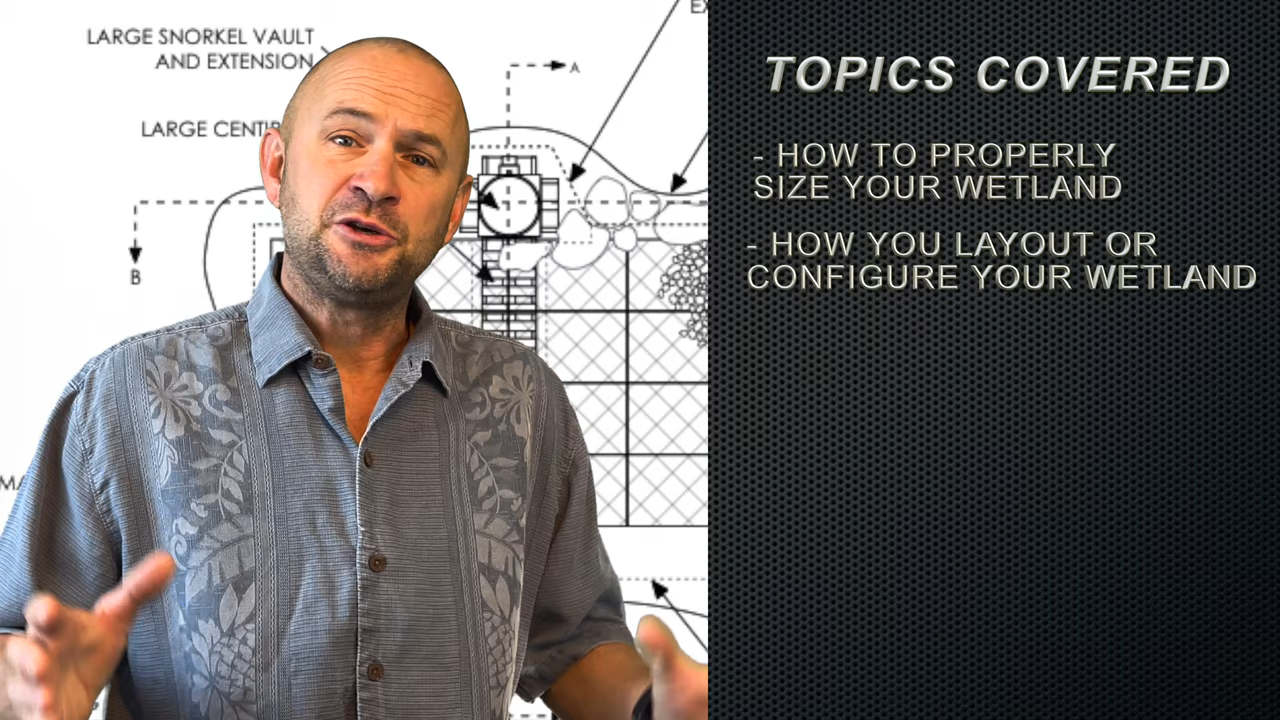 LARGE SNORKEL VAULT
AND EXTENSION
LARGE
A
B
TOPICS COVERED
- HOW TO PROPERLY
SIZE YOUR WETLAND
- HOW YOU LAYOUT OR
CONFIGURE YOUR WETLAND